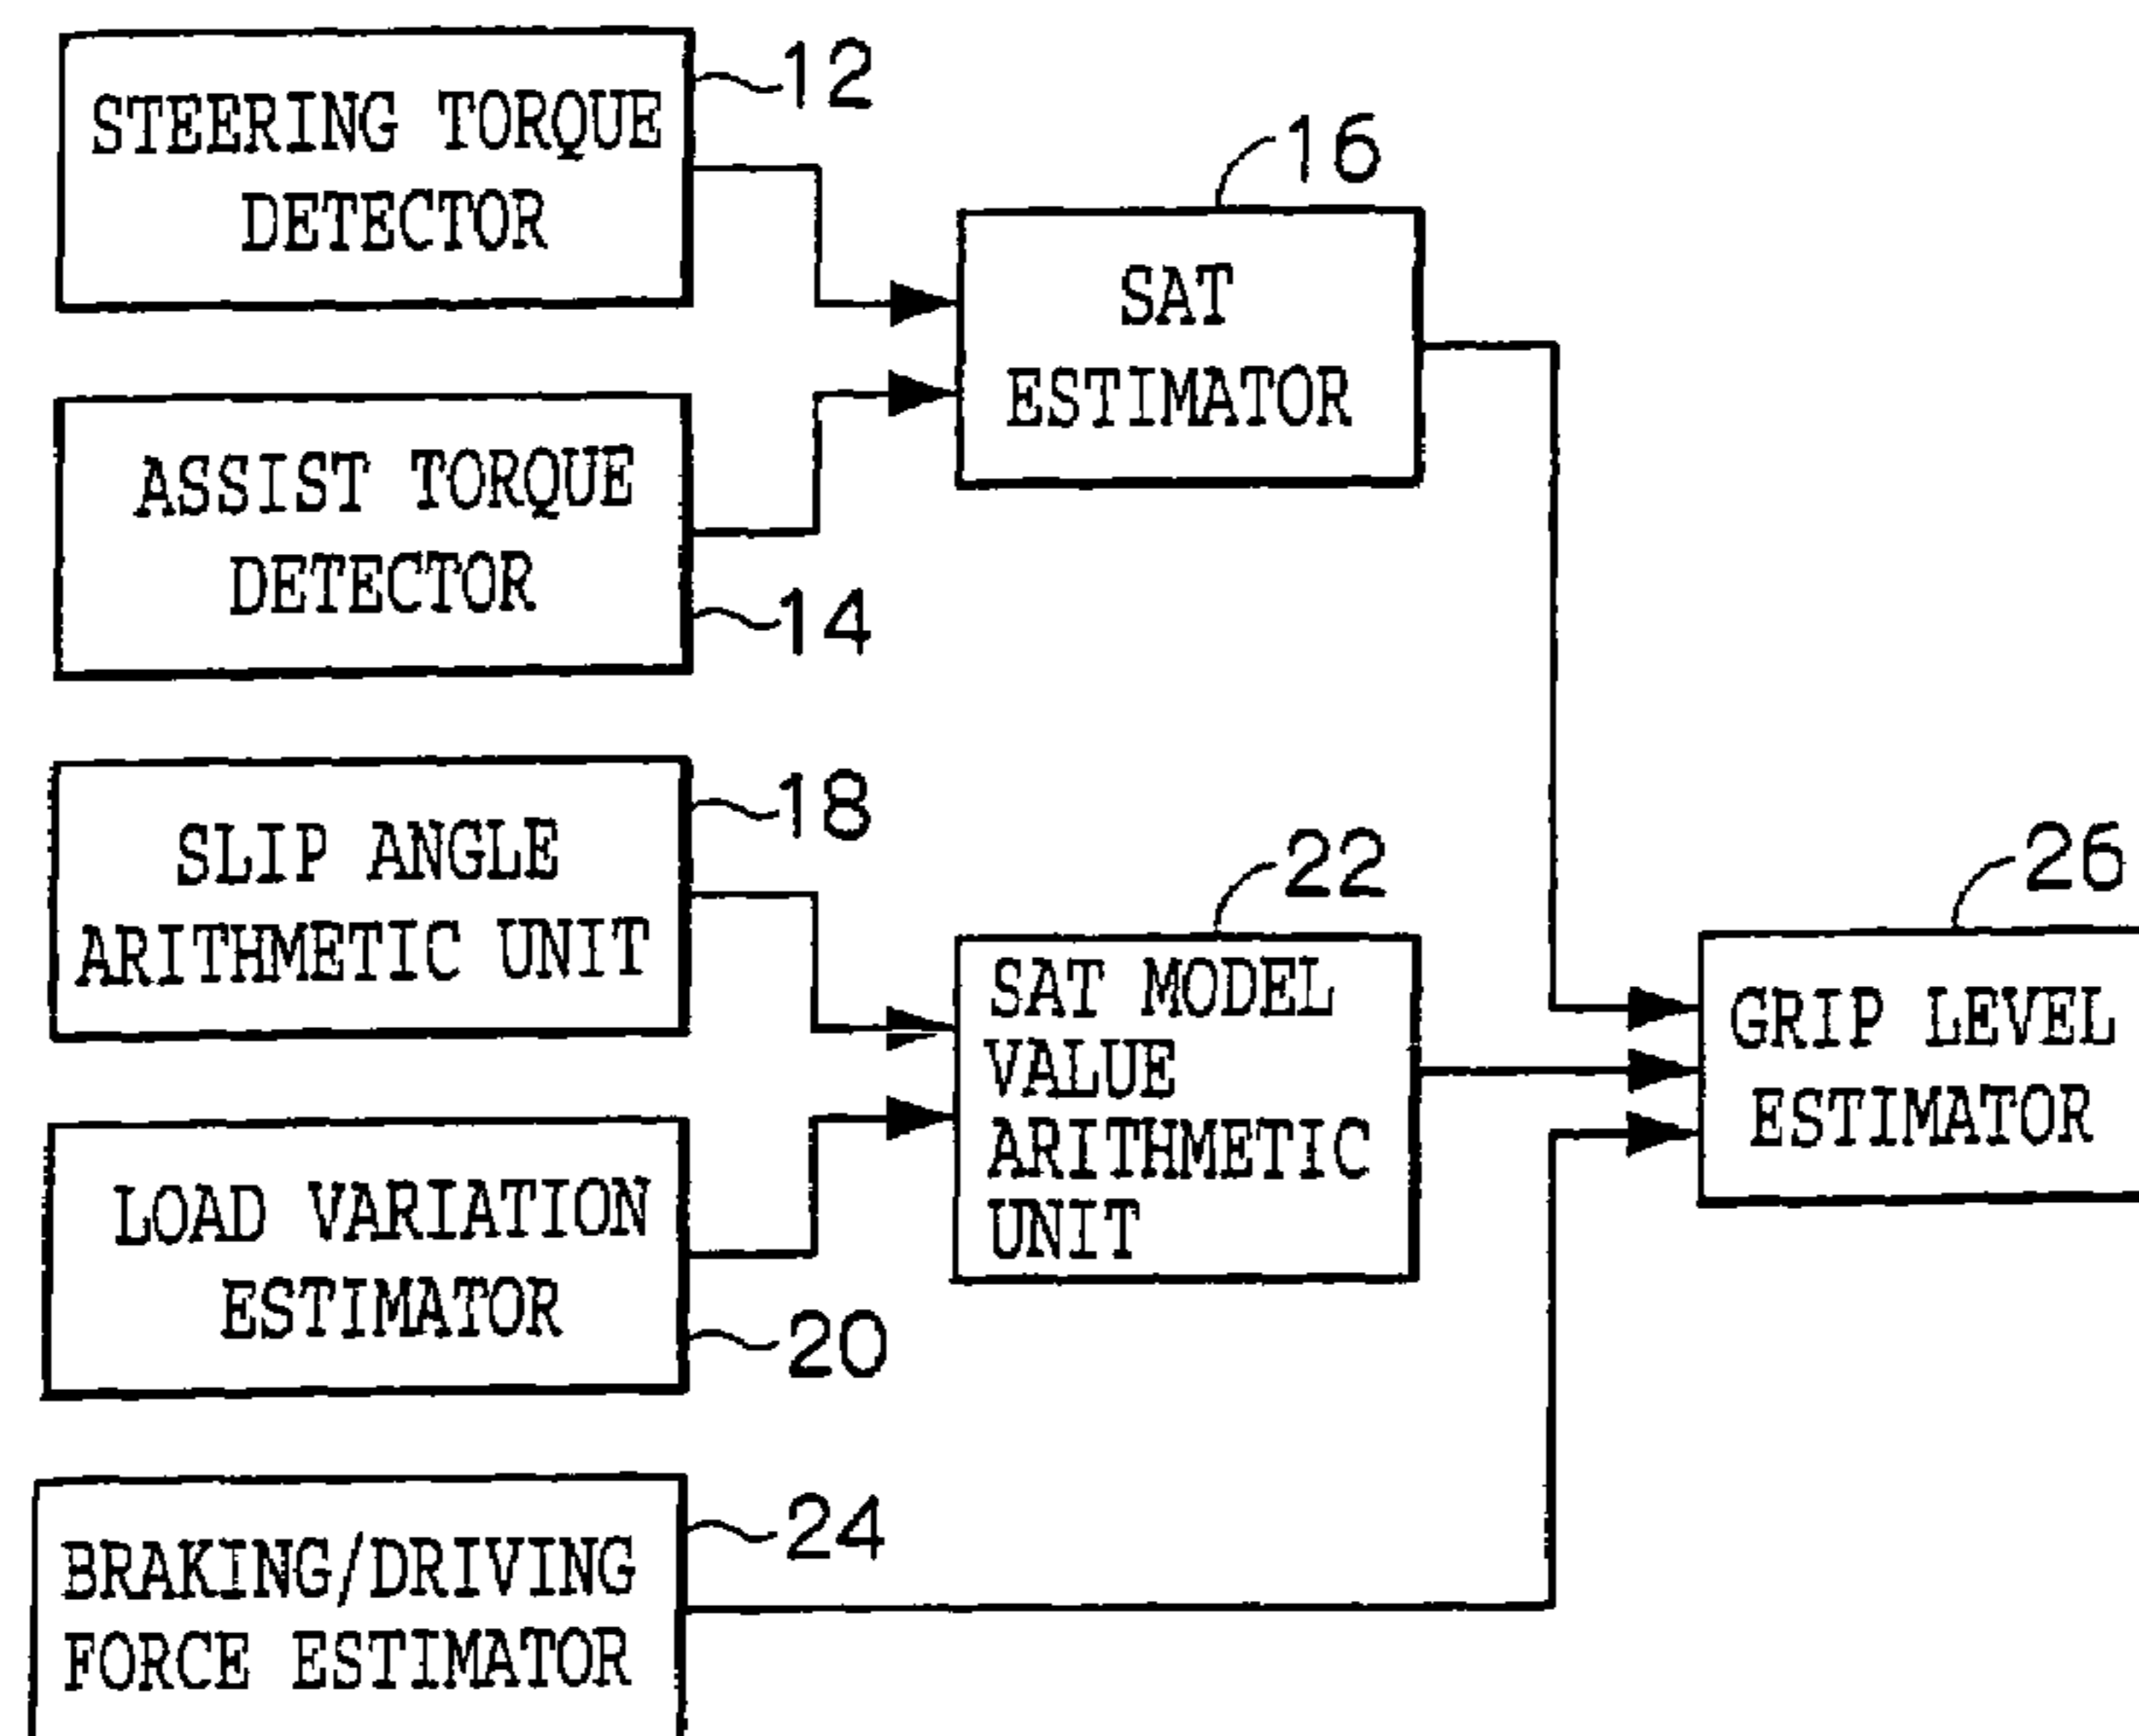 STEERING TORQUE
DETECTOR
12
ASSIST TORQUE
DETECTOR
14
SAT
ESTIMATOR
16
SLIP ANGLE
ARITHMETIC UNIT
18
LOAD VARIATION
ESTIMATOR
20
SAT MODEL
VALUE
ARITHMETIC
UNIT
22
BRAKING/DRIVING
FORCE ESTIMATOR
24
GRIP LEVEL
ESTIMATOR
26